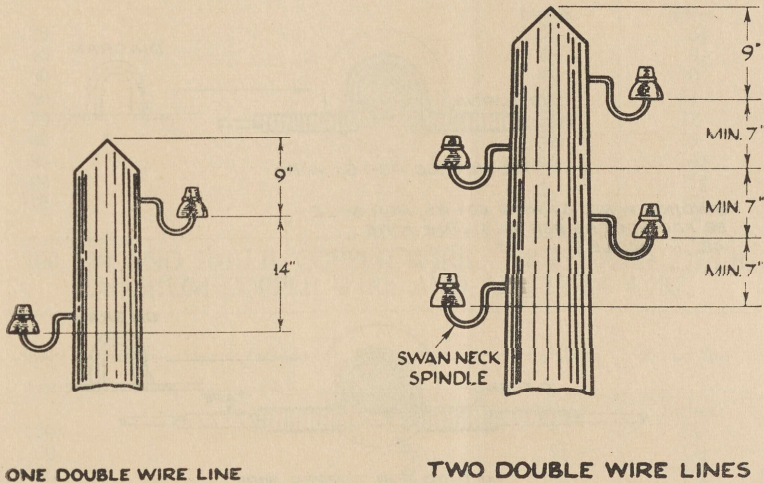 9"
14"
ONE DOUBLE WIRE LINE
9"
MIN. 7"
MIN. 7"
MIN. 7"
SWAN NECK
SPINDLE
TWO DOUBLE WIRE LINES